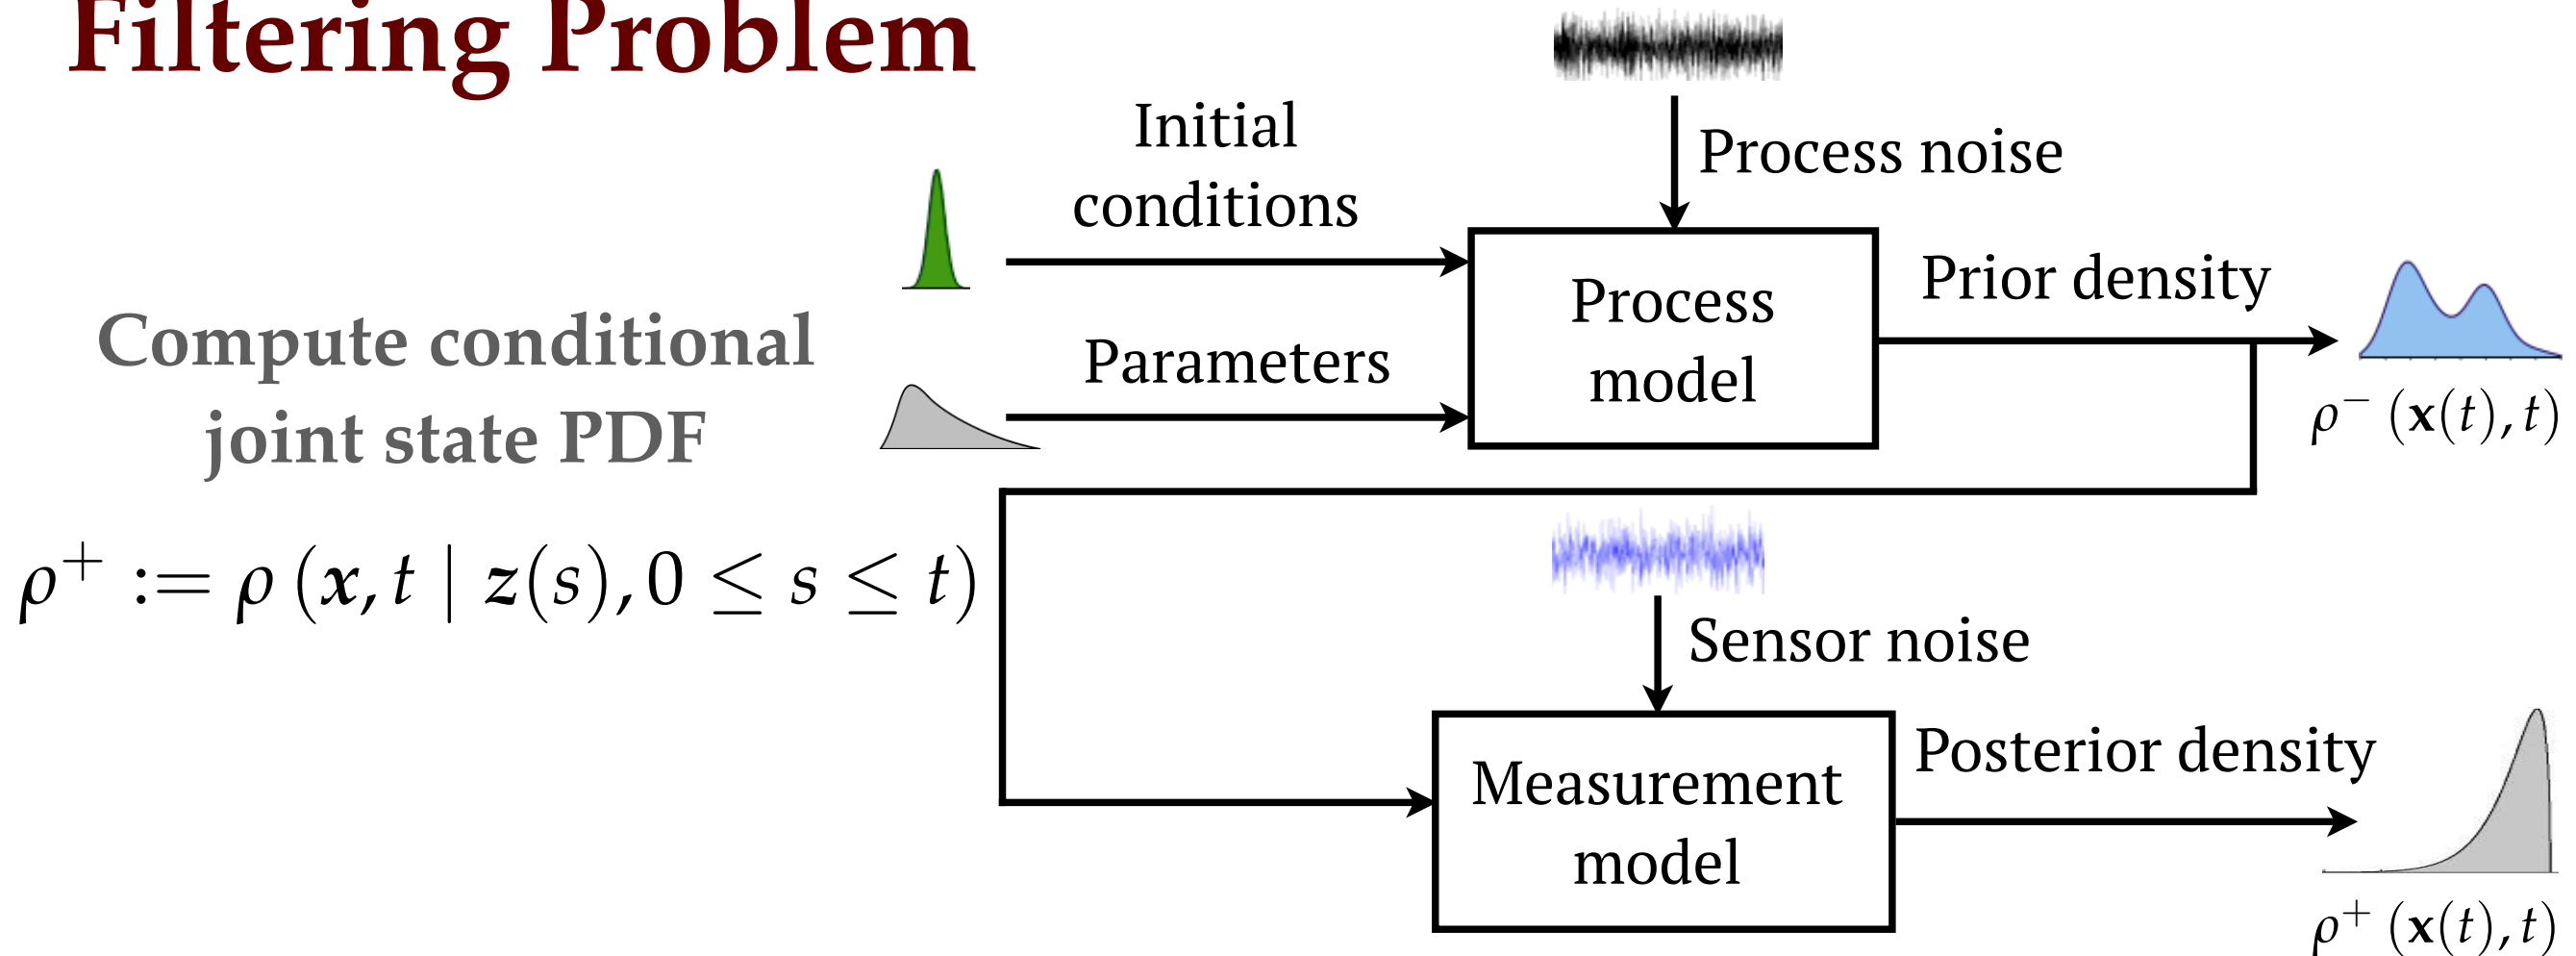 Filtering Problem
Compute conditional
joint state PDF
ρ⁺ := ρ (x, t | z(s), 0 ≤ s ≤ t)
Initial
conditions
Parameters
Process noise
Process
model
Prior density
ρ⁻ (x(t), t)
Sensor noise
Measurement
model
Posterior density
ρ⁺ (x(t), t)